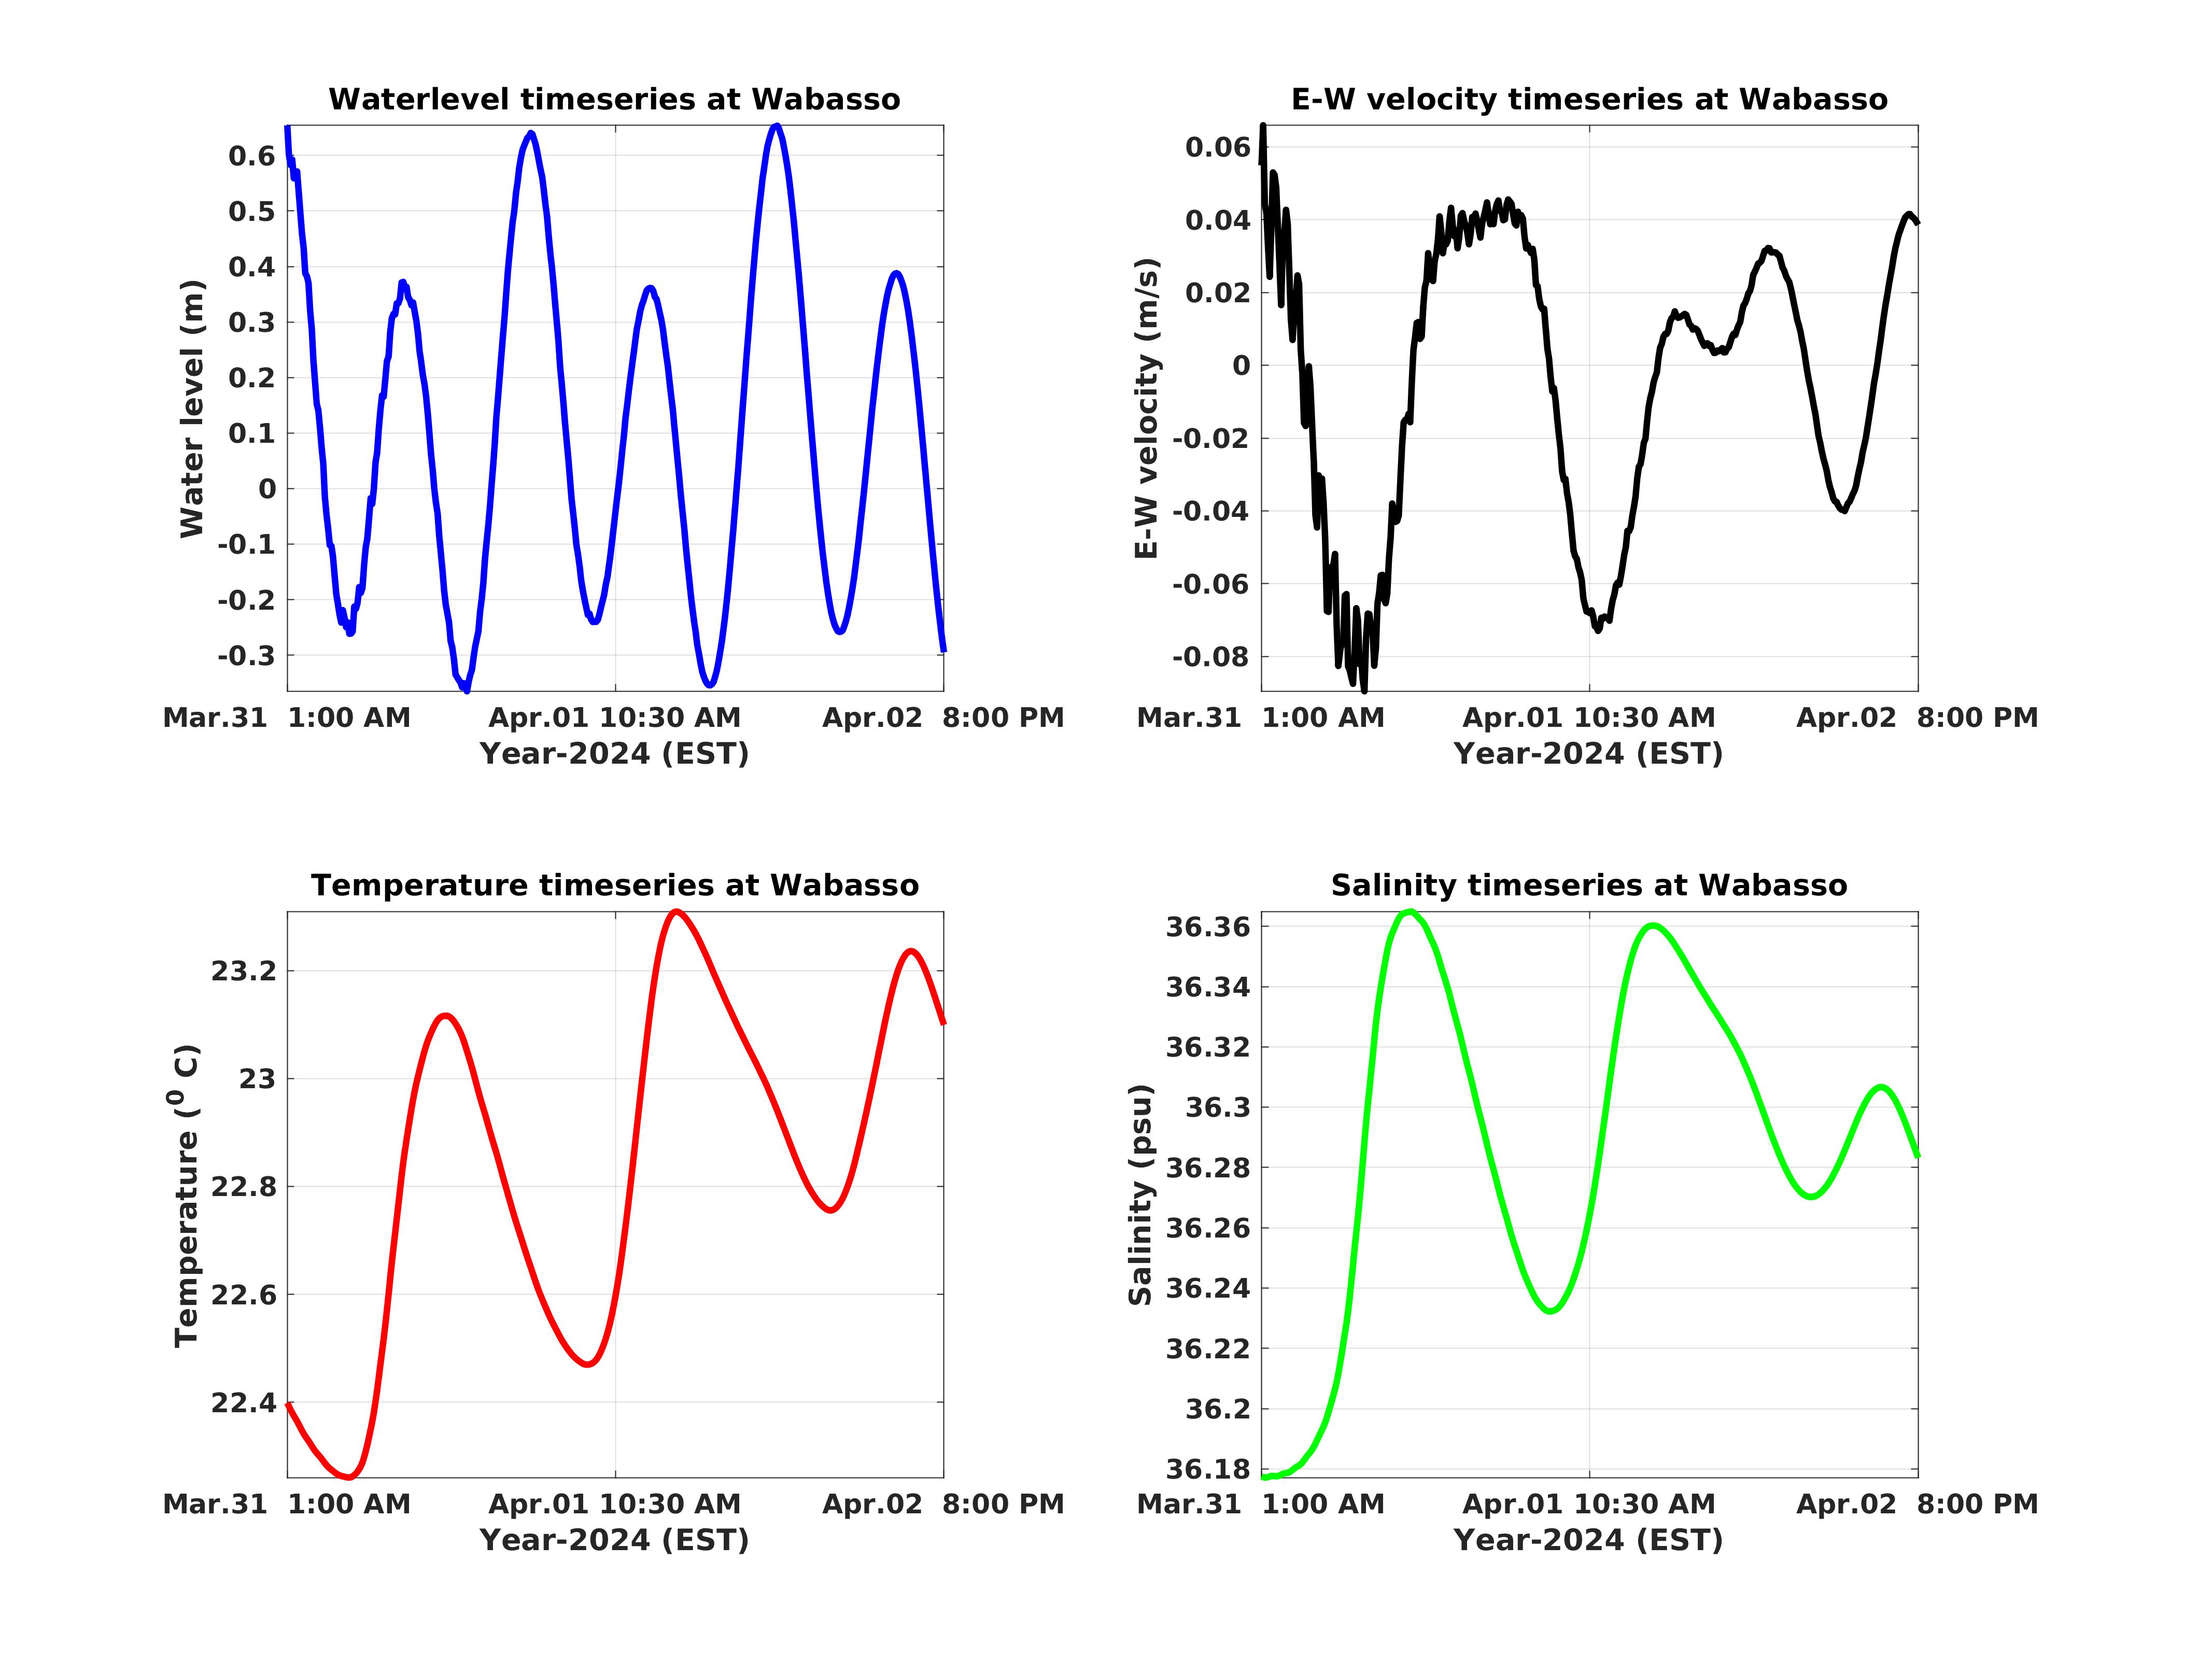 Waterlevel timeseries at Wabasso
0.6
0.5
0.4
0.3
0.2
0.1
0
-0.1
-0.2
-0.3
Water level (m)
Mar.31 1:00 AM Apr.01 10:30 AM Apr.02 8:00 PM
Year-2024 (EST)
E-W velocity timeseries at Wabasso
0.06
0.04
0.02
0
-0.02
-0.04
-0.06
-0.08
E-W velocity (m/s)
Mar.31 1:00 AM Apr.01 10:30 AM Apr.02 8:00 PM
Year-2024 (EST)
Temperature timeseries at Wabasso
23.2
23
22.8
22.6
22.4
Temperature (⁰ C)
Mar.31 1:00 AM Apr.01 10:30 AM Apr.02 8:00 PM
Year-2024 (EST)
Salinity timeseries at Wabasso
36.36
36.34
36.32
36.3
36.28
36.26
36.24
36.22
36.2
36.18
Salinity (psu)
Mar.31 1:00 AM Apr.01 10:30 AM Apr.02 8:00 PM
Year-2024 (EST)